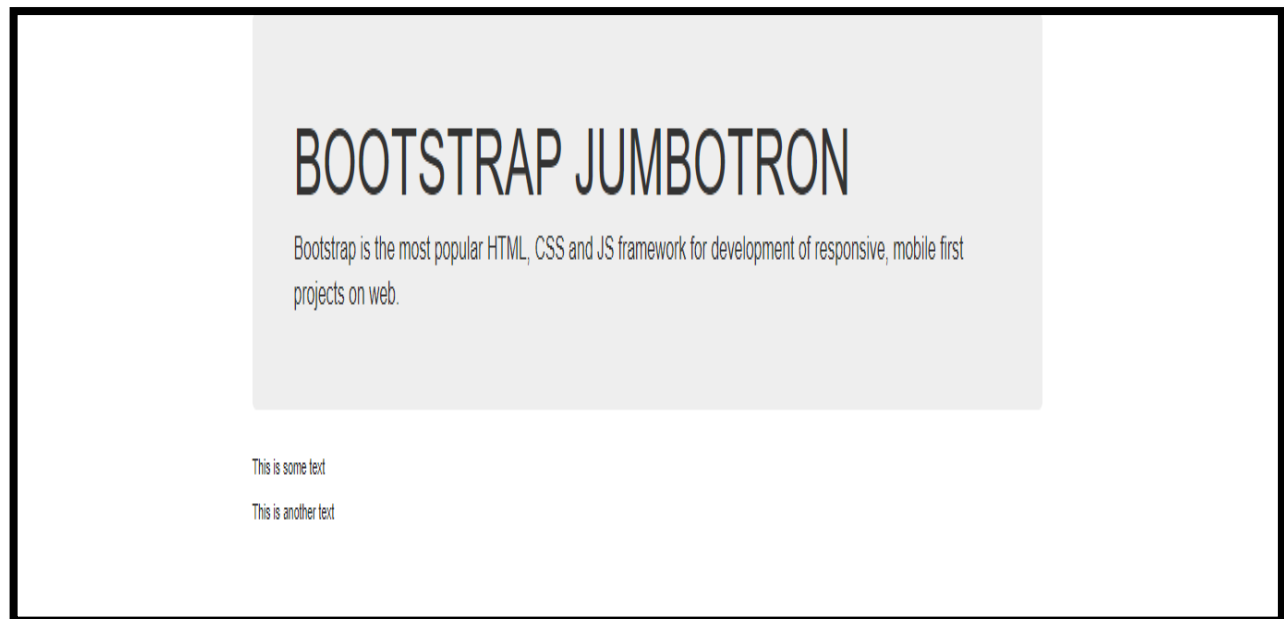 BOOTSTRAP JUMBOTRON
Bootstrap is the most popular HTML, CSS and JS framework for development of responsive, mobile first
projects on web.
This is some text
This is another text